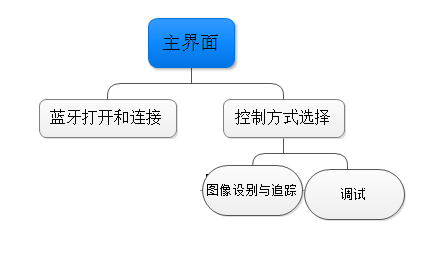 主界面
蓝牙打开和连接
控制方式选择
图像设别与追踪
调试